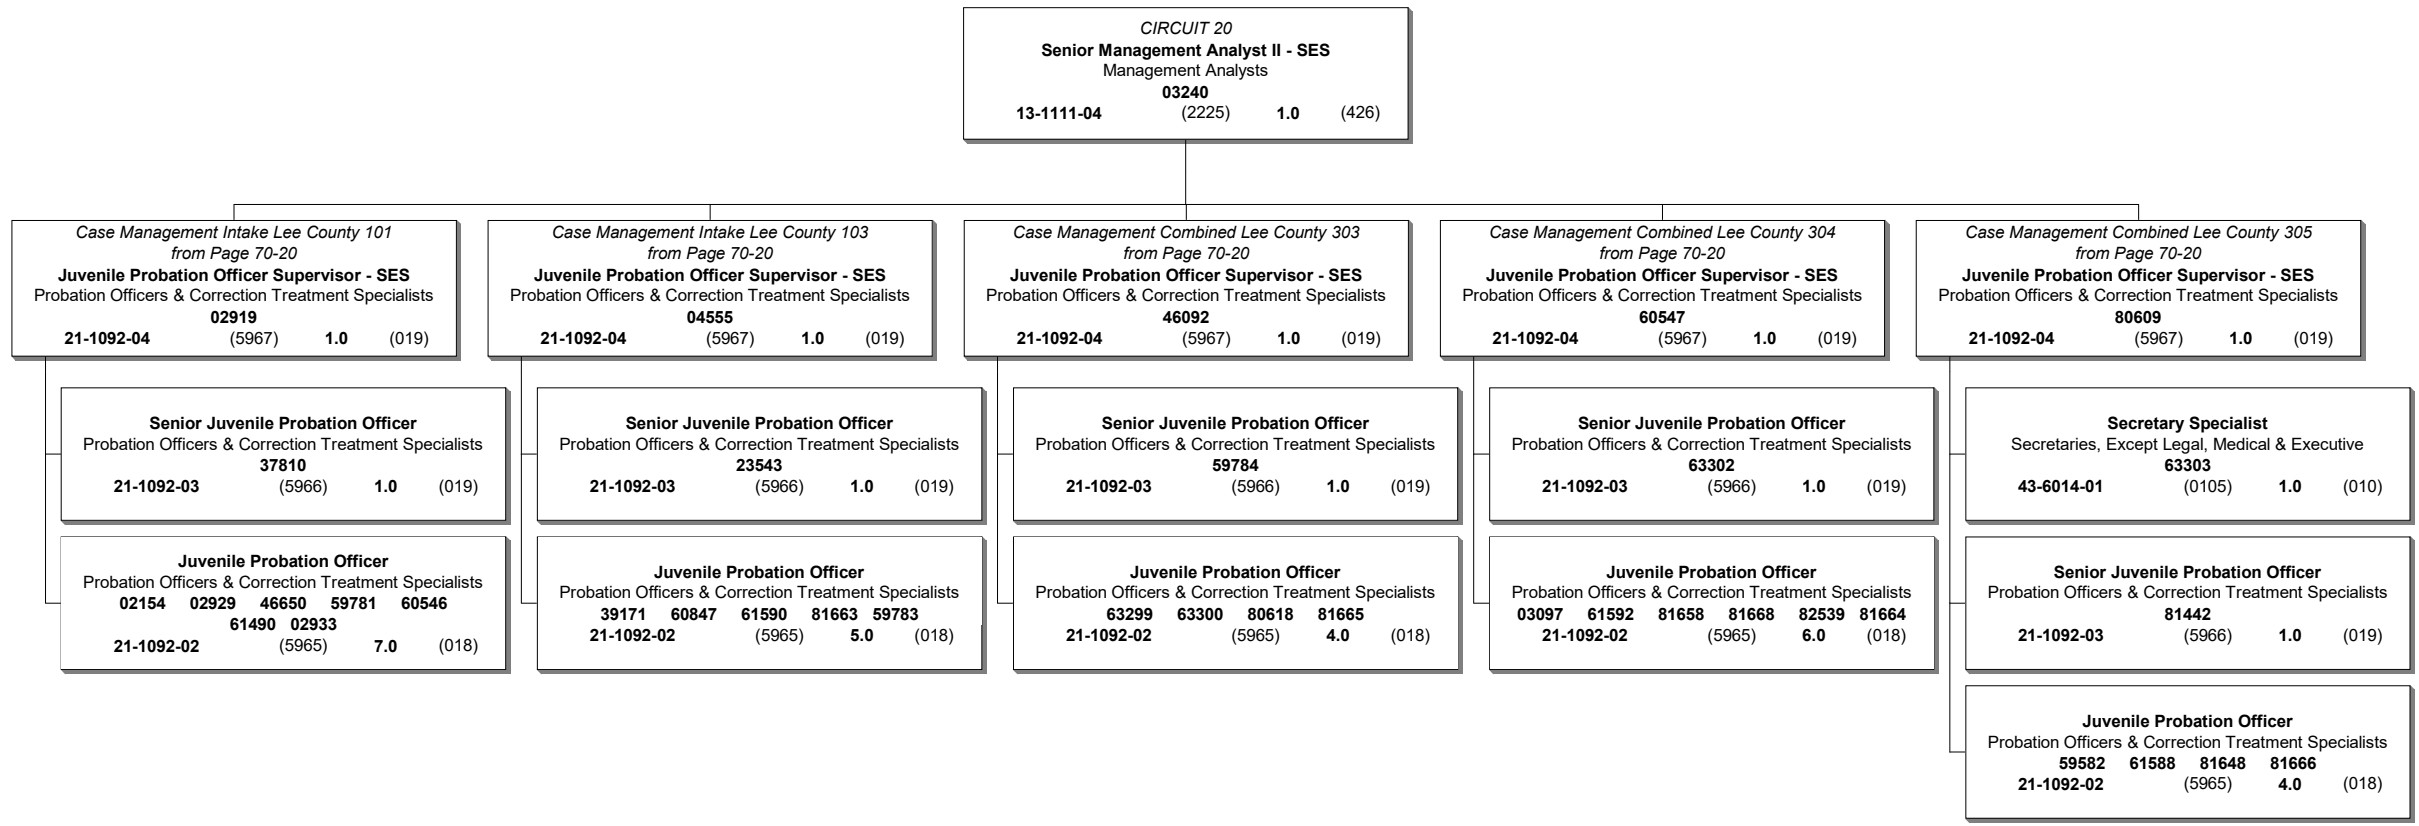 CIRCUIT 20
Senior Management Analyst II - SES
Management Analysts
03240
13-1111-04 (2225) 1.0 (426)
Case Management Intake Lee County 101
from Page 70-20
Juvenile Probation Officer Supervisor - SES
Probation Officers & Correction Treatment Specialists
02919
21-1092-04 (5967) 1.0 (019)
Senior Juvenile Probation Officer
Probation Officers & Correction Treatment Specialists
37810
21-1092-03 (5966) 1.0 (019)
Juvenile Probation Officer
Probation Officers & Correction Treatment Specialists
02154 02929 46650 59781 60546
61490 02933
21-1092-02 (5965) 7.0 (018)
Case Management Intake Lee County 103
from Page 70-20
Juvenile Probation Officer Supervisor - SES
Probation Officers & Correction Treatment Specialists
04555
21-1092-04 (5967) 1.0 (019)
Senior Juvenile Probation Officer
Probation Officers & Correction Treatment Specialists
23543
21-1092-03 (5966) 1.0 (019)
Juvenile Probation Officer
Probation Officers & Correction Treatment Specialists
39171 60847 61590 81663 59783
21-1092-02 (5965) 5.0 (018)
Case Management Combined Lee County 303
from Page 70-20
Juvenile Probation Officer Supervisor - SES
Probation Officers & Correction Treatment Specialists
46092
21-1092-04 (5967) 1.0 (019)
Senior Juvenile Probation Officer
Probation Officers & Correction Treatment Specialists
59784
21-1092-03 (5966) 1.0 (019)
Juvenile Probation Officer
Probation Officers & Correction Treatment Specialists
63299 63300 80618 81665
21-1092-02 (5965) 4.0 (018)
Case Management Combined Lee County 304
from Page 70-20
Juvenile Probation Officer Supervisor - SES
Probation Officers & Correction Treatment Specialists
60547
21-1092-04 (5967) 1.0 (019)
Senior Juvenile Probation Officer
Probation Officers & Correction Treatment Specialists
63302
21-1092-03 (5966) 1.0 (019)
Juvenile Probation Officer
Probation Officers & Correction Treatment Specialists
03097 61592 81658 81668 82539 81664
21-1092-02 (5965) 6.0 (018)
Case Management Combined Lee County 305
from Page 70-20
Juvenile Probation Officer Supervisor - SES
Probation Officers & Correction Treatment Specialists
80609
21-1092-04 (5967) 1.0 (019)
Secretary Specialist
Secretaries, Except Legal, Medical & Executive
63303
43-6014-01 (0105) 1.0 (010)
Senior Juvenile Probation Officer
Probation Officers & Correction Treatment Specialists
81442
21-1092-03 (5966) 1.0 (019)
Juvenile Probation Officer
Probation Officers & Correction Treatment Specialists
59582 61588 81648 81666
21-1092-02 (5965) 4.0 (018)